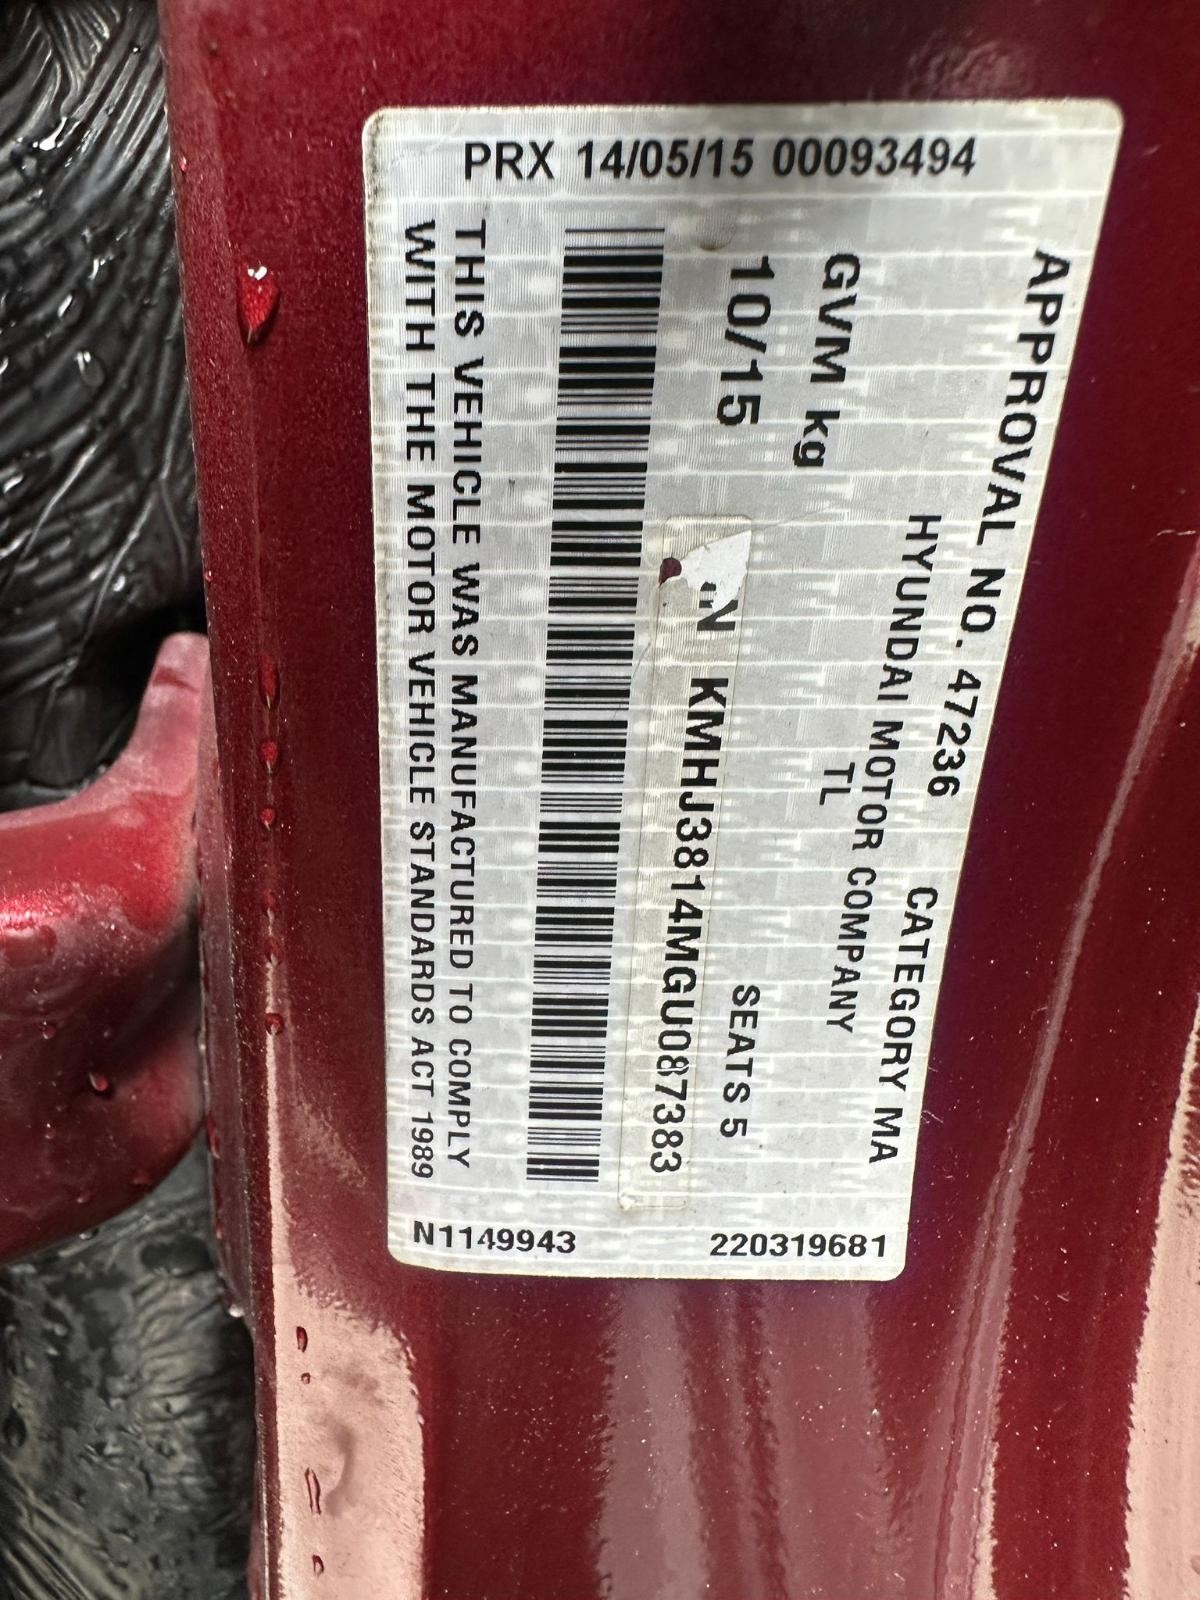 PRX 14/05/15 00093494
APPROVAL NO. 47236 CATEGORY MA
HYUNDAI MOTOR COMPANY
GVM kg TL
10/15 SEATS 5
KMHJ3814MGU087383
THIS VEHICLE WAS MANUFACTURED TO COMPLY
WITH THE MOTOR VEHICLE STANDARDS ACT 1989
N1149943 220319681